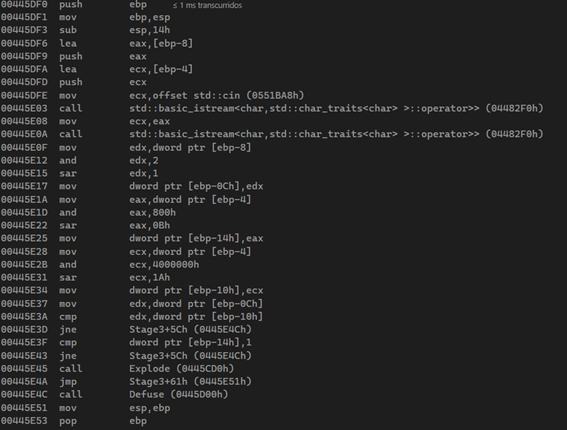 00445DF0 push ebp ≤ 1 ms transcurridos
00445DF1 mov ebp,esp
00445DF3 sub esp,14h
00445DF6 lea eax,[ebp-8]
00445DF9 push eax
00445DFA lea ecx,[ebp-4]
00445DFD push ecx
00445DFE mov ecx,offset std::cin (0551BA8h)
00445E03 call std::basic_istream<char,std::char_traits<char> >::operator>> (04482F0h)
00445E08 mov ecx,eax
00445E0A call std::basic_istream<char,std::char_traits<char> >::operator>> (04482F0h)
00445E0F mov edx,dword ptr [ebp-8]
00445E12 and edx,2
00445E15 sar edx,1
00445E17 mov dword ptr [ebp-0Ch],edx
00445E1A mov eax,dword ptr [ebp-4]
00445E1D and eax,800h
00445E22 sar eax,0Bh
00445E25 mov dword ptr [ebp-14h],eax
00445E28 mov ecx,dword ptr [ebp-4]
00445E2B and ecx,4000000h
00445E31 sar ecx,1Ah
00445E34 mov dword ptr [ebp-10h],ecx
00445E37 mov edx,dword ptr [ebp-0Ch]
00445E3A cmp edx,dword ptr [ebp-10h]
00445E3D jne Stage3+5Ch (0445E4Ch)
00445E3F cmp dword ptr [ebp-14h],1
00445E43 jne Stage3+5Ch (0445E4Ch)
00445E45 call Explode (0445CD0h)
00445E4A jmp Stage3+61h (0445E51h)
00445E4C call Defuse (0445D00h)
00445E51 mov esp,ebp
00445E53 pop ebp